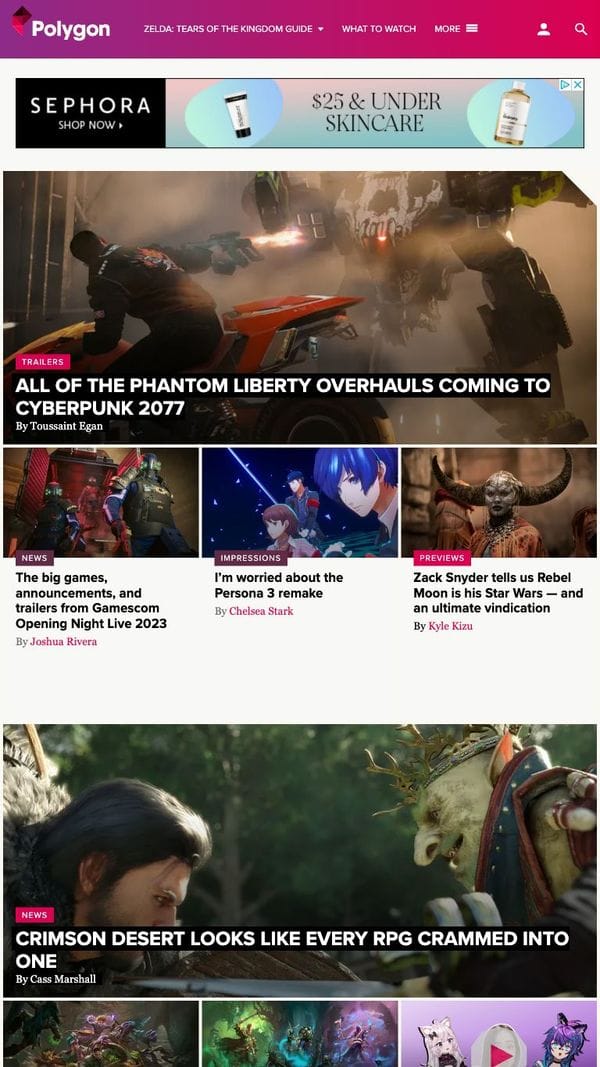 Polygon
ZELDA: TEARS OF THE KINGDOM GUIDE
WHAT TO WATCH
MORE
SEPHORA
SHOP NOW
$25 & UNDER
SKINCARE
TRAILERS
ALL OF THE PHANTOM LIBERTY OVERHAULS COMING TO
CYBERPUNK 2077
By Toussaint Egan
NEWS
The big games,
announcements, and
trailers from Gamescom
Opening Night Live 2023
By Joshua Rivera
IMPRESSIONS
I'm worried about the
Persona 3 remake
By Chelsea Stark
PREVIEWS
Zack Snyder tells us Rebel
Moon is his Star Wars — and
an ultimate vindication
By Kyle Kizu
NEWS
CRIMSON DESERT LOOKS LIKE EVERY RPG CRAMMED INTO
ONE
By Cass Marshall